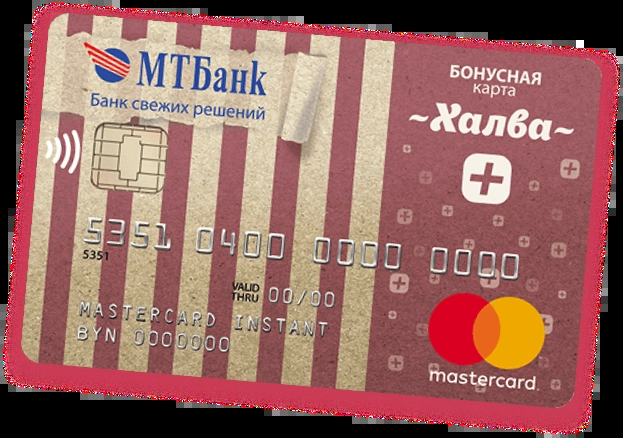 МТБанк
Банк свежих решений
БОНУСНАЯ
карта
~Халва~
5351 0400 0000 0000
5351
VALID
THRU 00/00
MASTERCARD INSTANT
BYN 0000000
mastercard.